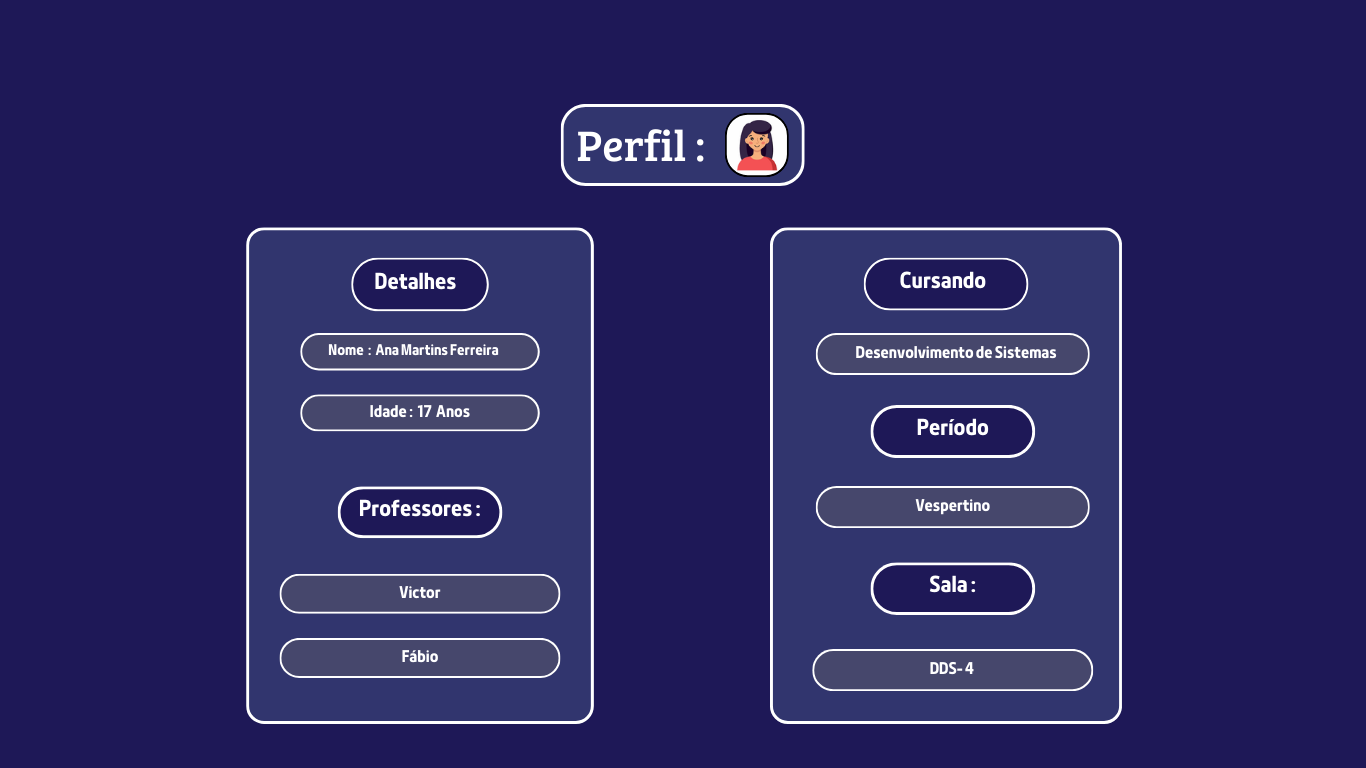 Perfil :
Detalhes
Nome : Ana Martins Ferreira
Idade : 17 Anos
Professores :
Victor
Fábio
Cursando
Desenvolvimento de Sistemas
Período
Vespertino
Sala :
DDS- 4